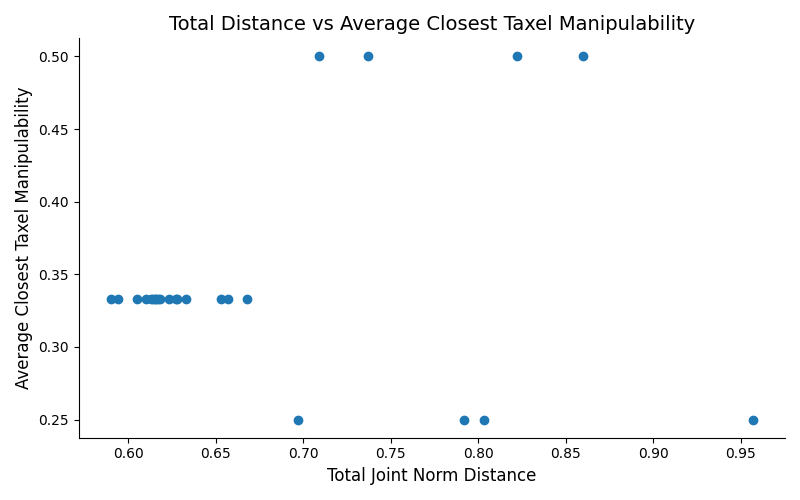 Total Distance vs Average Closest Taxel Manipulability
Average Closest Taxel Manipulability
0.50
0.45
0.40
0.35
0.30
0.25
0.60 0.65 0.70 0.75 0.80 0.85 0.90 0.95
Total Joint Norm Distance